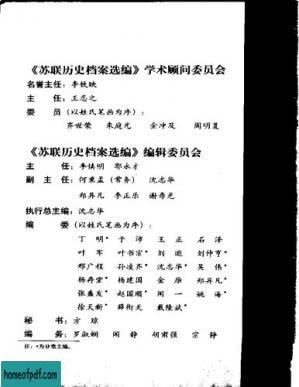 《苏联历史档案选编》学术顾问委员会
名誉主任：李铁映
主　　任：王忍之
委　　员（以姓氏笔画为序）：
齐世荣　朱庭光　金冲及　周明夏
《苏联历史档案选编》编辑委员会
主　　任：李慎明　郭永才
副 主 任：何秉孟（常务）　沈志华
郑异凡　李正乐　谢寿光
执行总主编：沈志华
编　　委（以姓氏笔画为序）：
丁　明*　于　沛　王　正　石　泽
叶　军　叶书宗*　刘　遐　刘仲亨*
郑广程　孙凌齐*　沈志华*　吴　伟*
杨存堂*　杨建国　金　雁　郑异凡*
张盛发*　赵国顺*　闻　一　姚　海*
徐天新*　薛衔天　戴隆斌*
秘　　书：方　琼
编　　务：罗淑娴　闻　静　胡甫强　宗　静
注：*为分卷主编。
homeofpdf.com